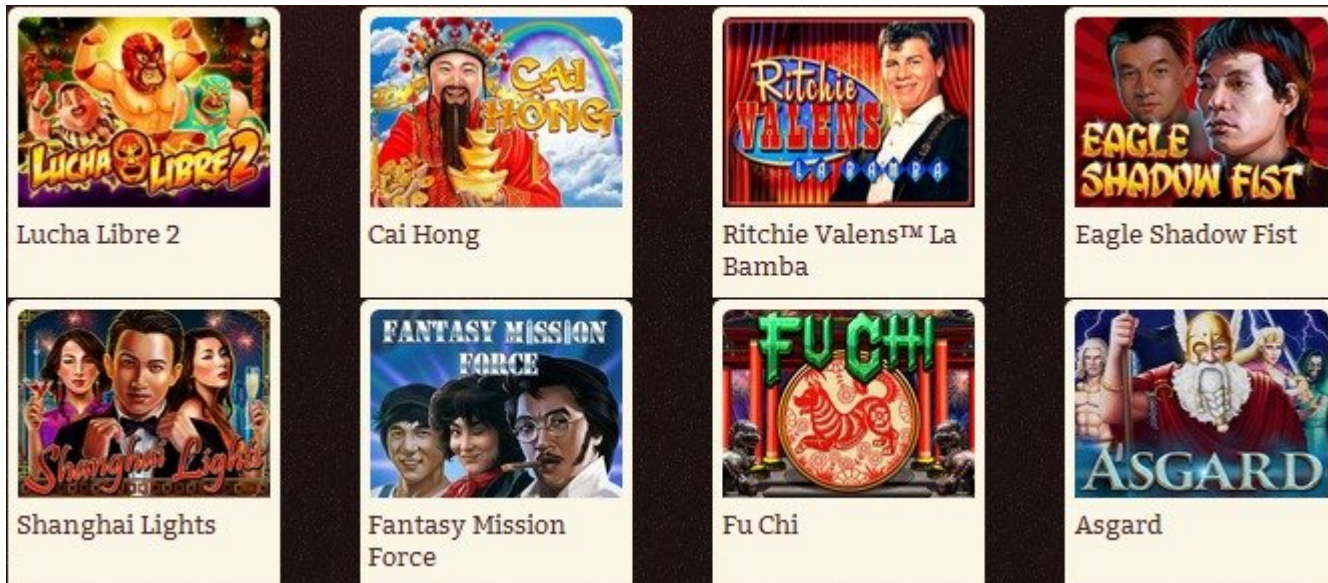 LUCHA LIBRE 2
CAI
HONG
Ritchie
VALENS
LA BAMBA
EAGLE
SHADOW FIST
Lucha Libre 2
Cai Hong
Ritchie Valens™ La
Bamba
Eagle Shadow Fist
Shanghai Lights
FANTASY MISSION
FORCE
FU CHI
ASGARD
Shanghai Lights
Fantasy Mission
Force
Fu Chi
Asgard